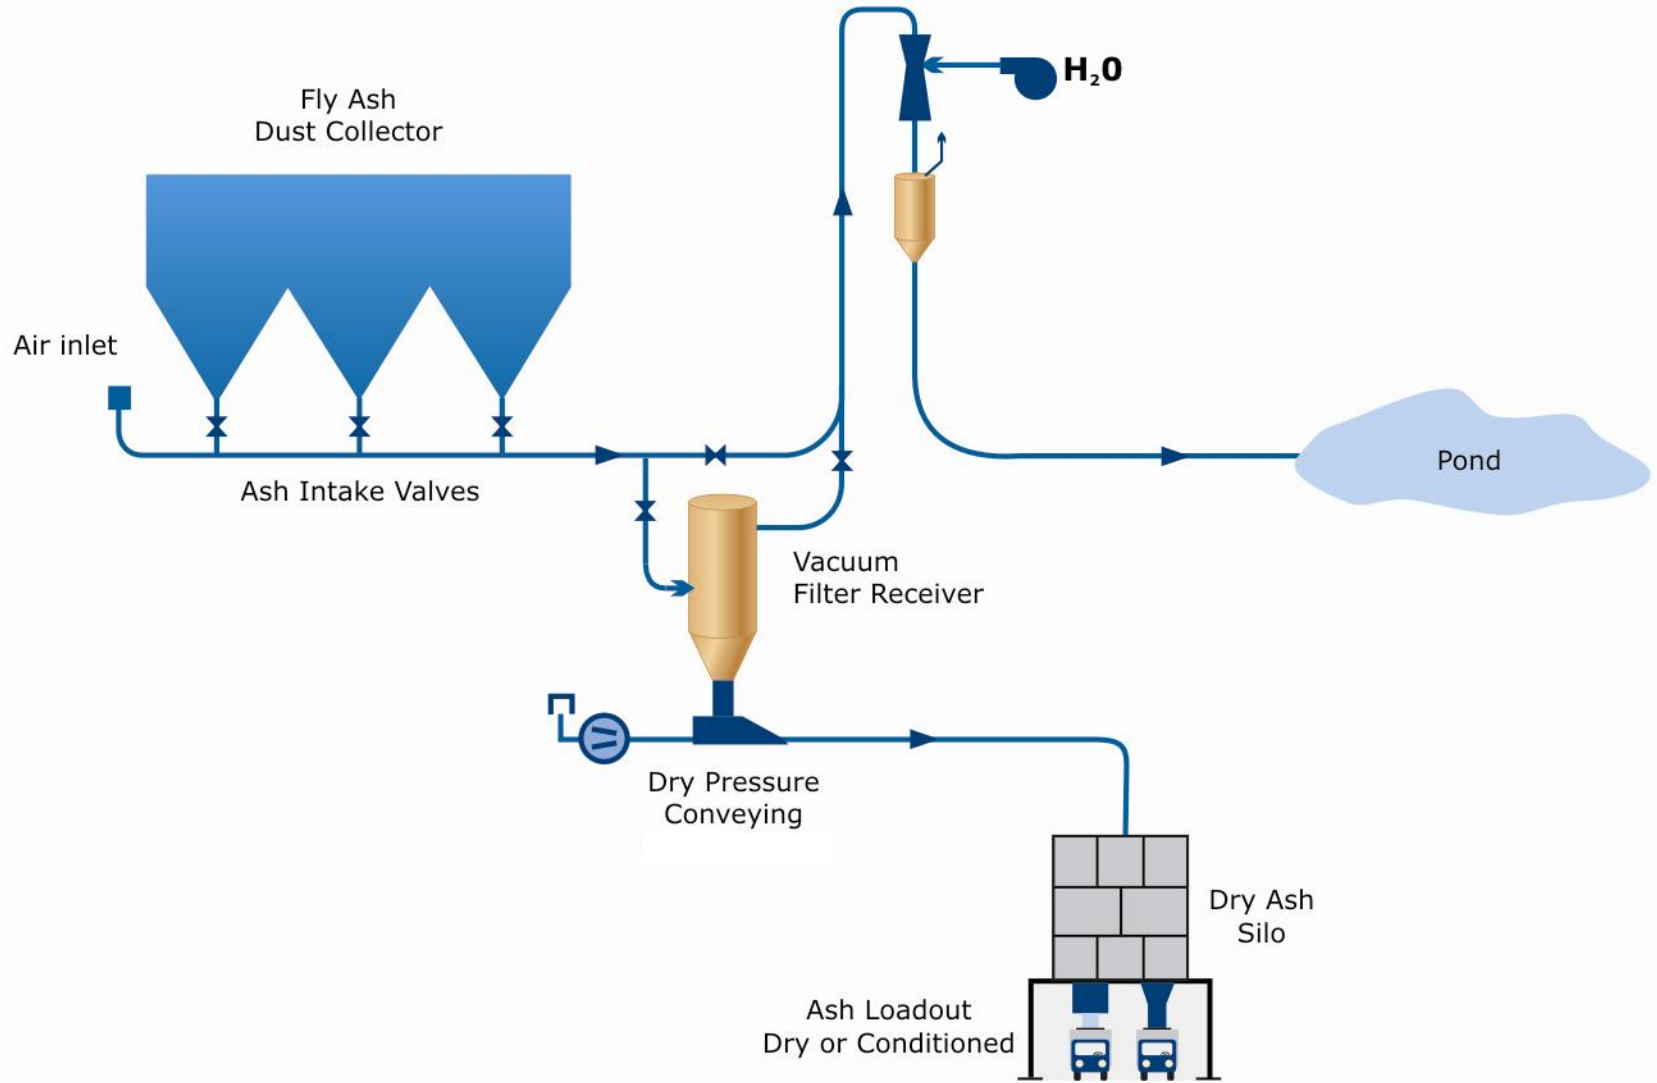 H₂0
Fly Ash
Dust Collector
Air inlet
Ash Intake Valves
Pond
Vacuum
Filter Receiver
Dry Pressure
Conveying
Dry Ash
Silo
Ash Loadout
Dry or Conditioned